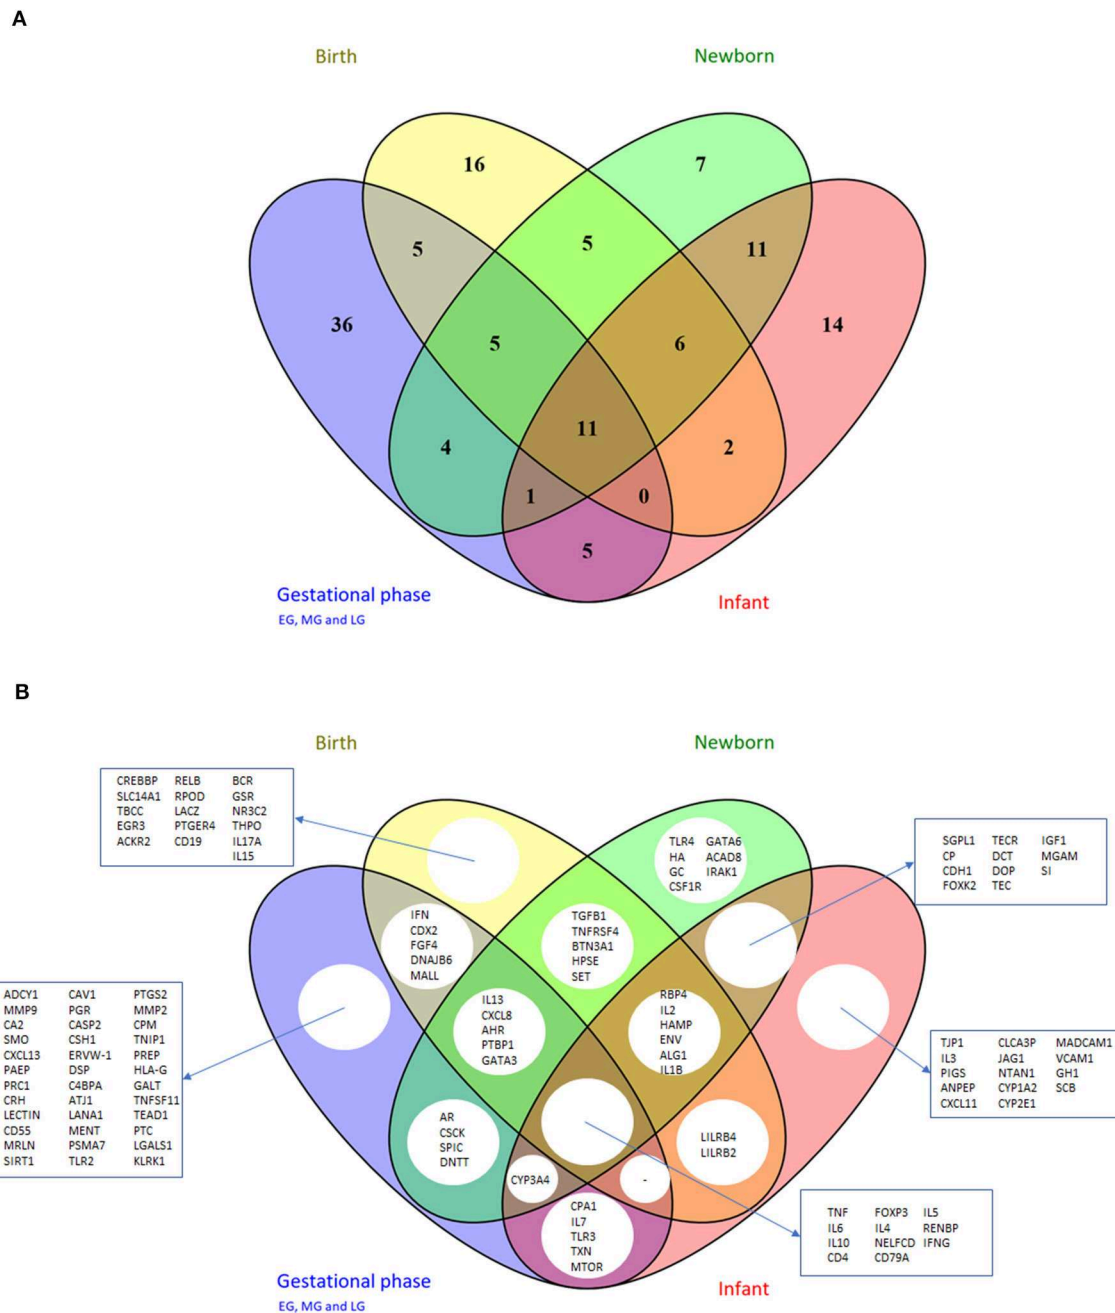 A
Birth
Newborn
16
7
5
5
11
36
5
6
14
4
11
2
1
0
5
Gestational phase
EG, MG and LG
Infant
B
Birth
Newborn
CREBBP RELB BCR
SLC14A1 RPOD GSR
TBCC LACZ NR3C2
EGR3 PTGER4 THPO
ACKR2 CD19 IL17A
IL15
TLR4 GATA6
HA ACAD8
GC IRAK1
CSF1R
SGPL1 TECR IGF1
CP DCT MGAM
CDH1 DOP SI
FOXK2 TEC
IFN
CDX2
FGF4
DNAJB6
MALL
TGFB1
TNFRSF4
BTN3A1
HPSE
SET
ADCY1 CAV1 PTGS2
MMP9 PGR MMP2
CA2 CASP2 CPM
SMO CSH1 TNIP1
CXCL13 ERVW-1 PREP
PAEP DSP HLA-G
PRC1 C4BPA GALT
CRH ATJ1 TNFSF11
LECTIN LANA1 TEAD1
CD55 MENT PTC
MRLN PSMA7 LGALS1
SIRT1 TLR2 KLRK1
IL13
CXCL8
AHR
PTBP1
GATA3
RBP4
IL2
HAMP
ENV
ALG1
IL1B
TJP1 CLCA3P MADCAM1
IL3 JAG1 VCAM1
PIGS NTAN1 GH1
ANPEP CYP1A2 SCB
CXCL11 CYP2E1
AR
CSCK
SPIC
DNTT
LILRB4
LILRB2
CYP3A4
-
CPA1
IL7
TLR3
TXN
MTOR
TNF FOXP3 IL5
IL6 IL4 RENBP
IL10 NELFCD IFNG
CD4 CD79A
Gestational phase
EG, MG and LG
Infant